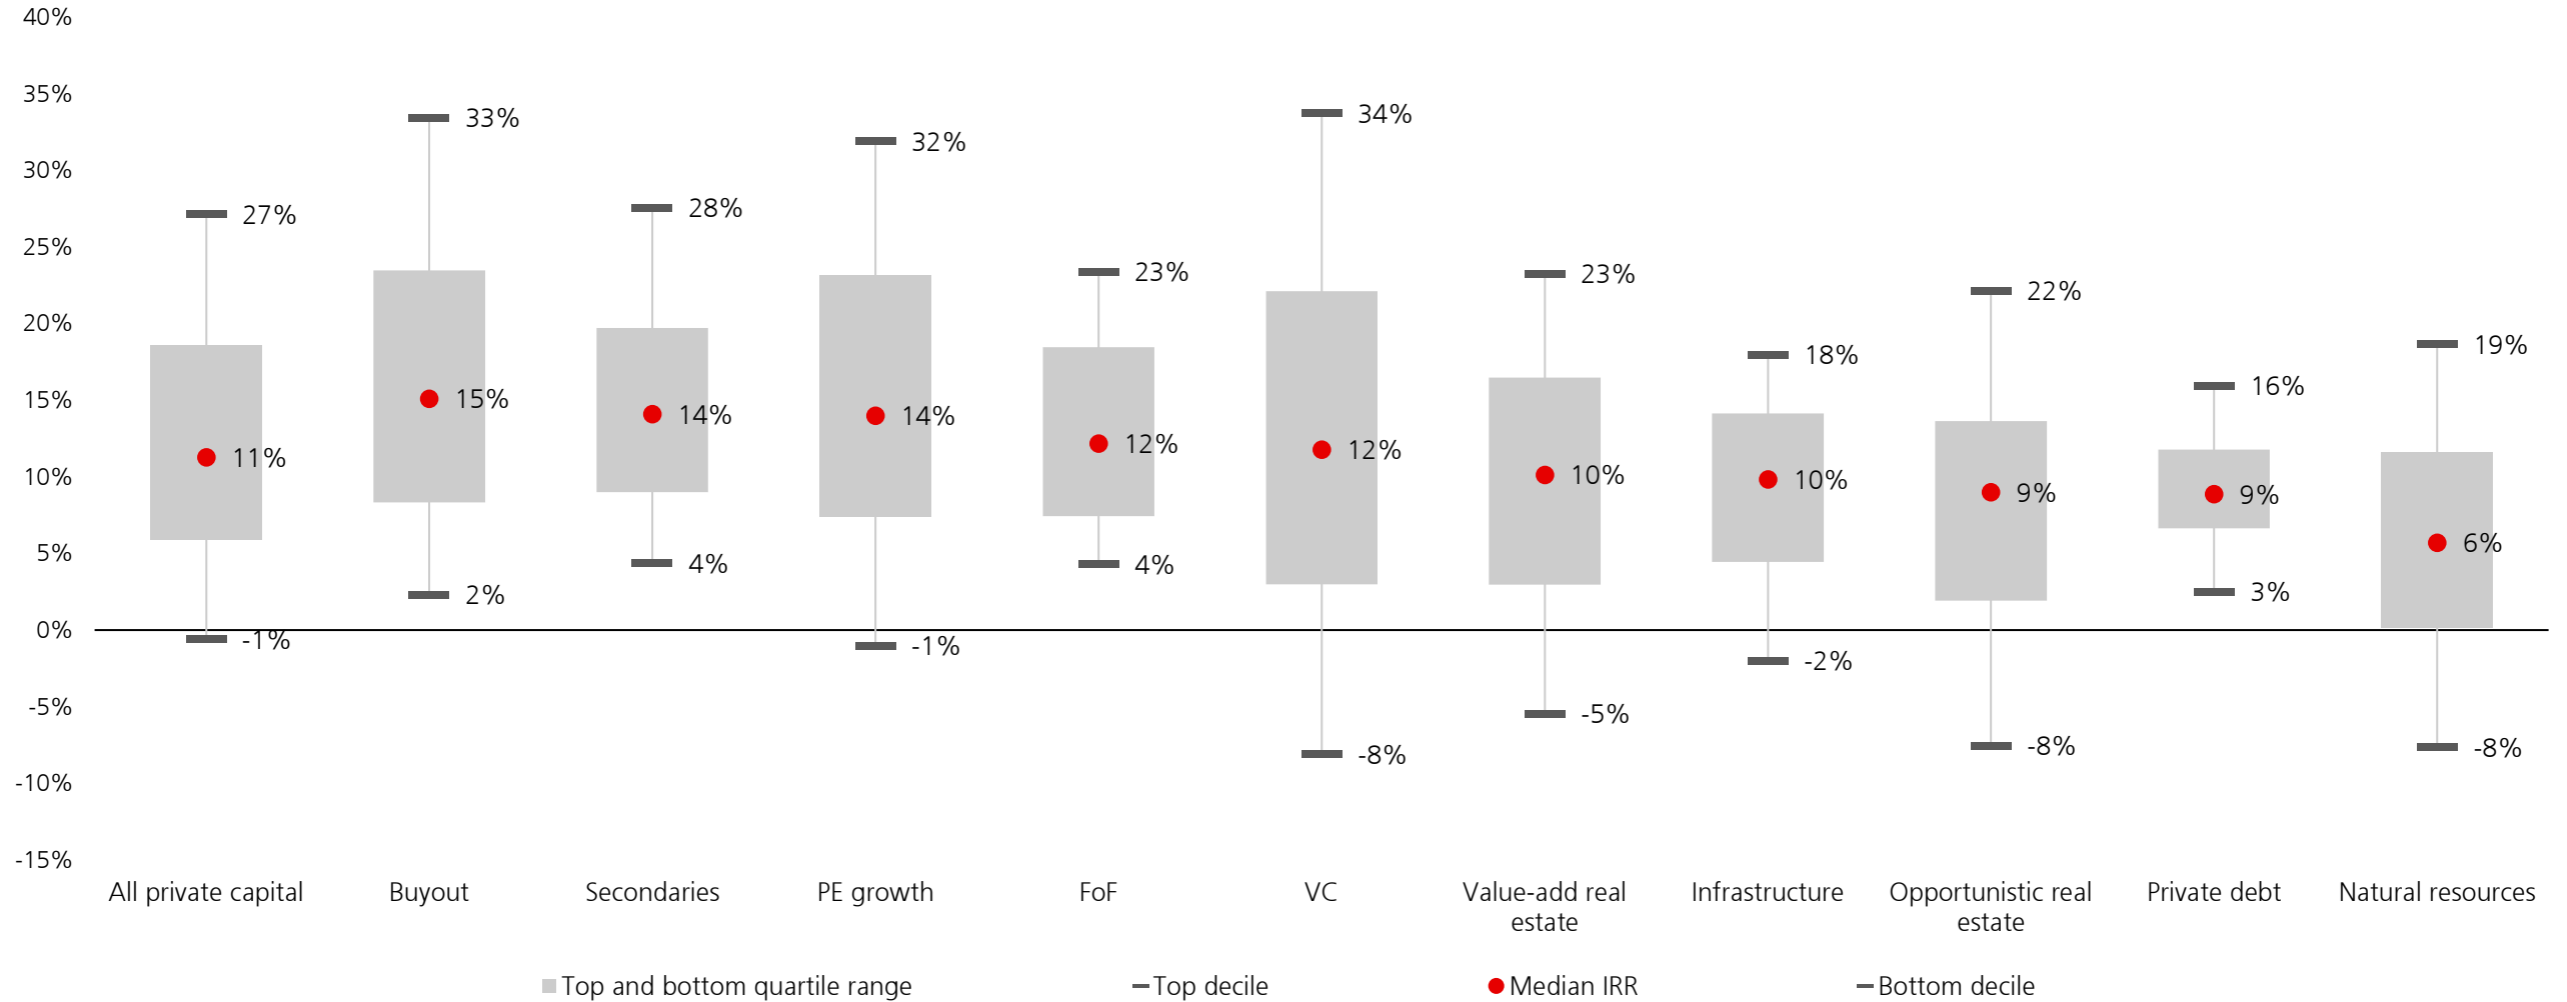 40%
35%
30%
25%
20%
15%
10%
5%
0%
-5%
-10%
-15%
27%
11%
-1%
33%
15%
2%
28%
14%
4%
32%
14%
-1%
23%
12%
4%
34%
12%
-8%
23%
10%
-5%
18%
10%
-2%
22%
9%
-8%
16%
9%
3%
19%
6%
-8%
All private capital
Buyout
Secondaries
PE growth
FoF
VC
Value-add real
estate
Infrastructure
Opportunistic real
estate
Private debt
Natural resources
Top and bottom quartile range
Top decile
Median IRR
Bottom decile